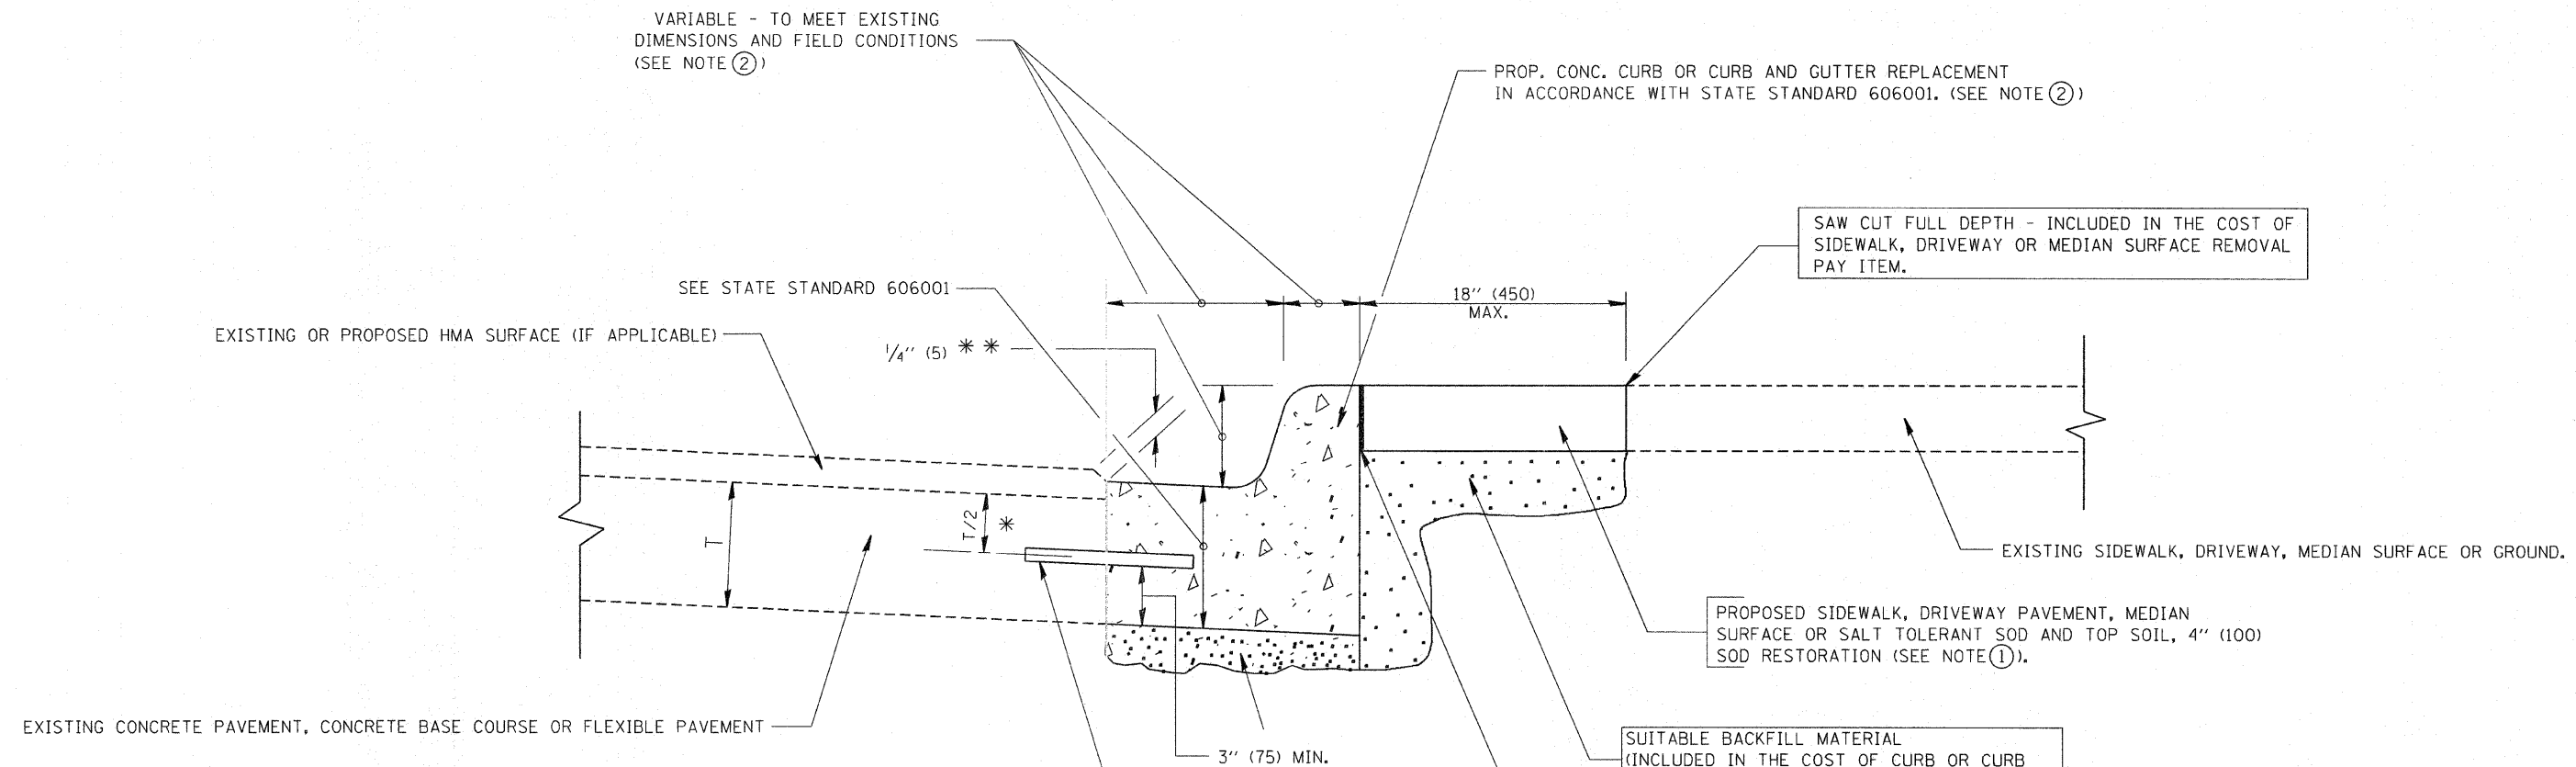 VARIABLE - TO MEET EXISTING
DIMENSIONS AND FIELD CONDITIONS
(SEE NOTE ②)
PROP. CONC. CURB OR CURB AND GUTTER REPLACEMENT
IN ACCORDANCE WITH STATE STANDARD 606001. (SEE NOTE ②)
SAW CUT FULL DEPTH - INCLUDED IN THE COST OF
SIDEWALK, DRIVEWAY OR MEDIAN SURFACE REMOVAL
PAY ITEM.
SEE STATE STANDARD 606001
18" (450)
MAX.
EXISTING OR PROPOSED HMA SURFACE (IF APPLICABLE)
1/4" (5) * *
T
T/2 *
EXISTING SIDEWALK, DRIVEWAY, MEDIAN SURFACE OR GROUND.
PROPOSED SIDEWALK, DRIVEWAY PAVEMENT, MEDIAN
SURFACE OR SALT TOLERANT SOD AND TOP SOIL, 4" (100)
SOD RESTORATION (SEE NOTE ①).
EXISTING CONCRETE PAVEMENT, CONCRETE BASE COURSE OR FLEXIBLE PAVEMENT
3" (75) MIN.
SUITABLE BACKFILL MATERIAL
(INCLUDED IN THE COST OF CURB OR CURB